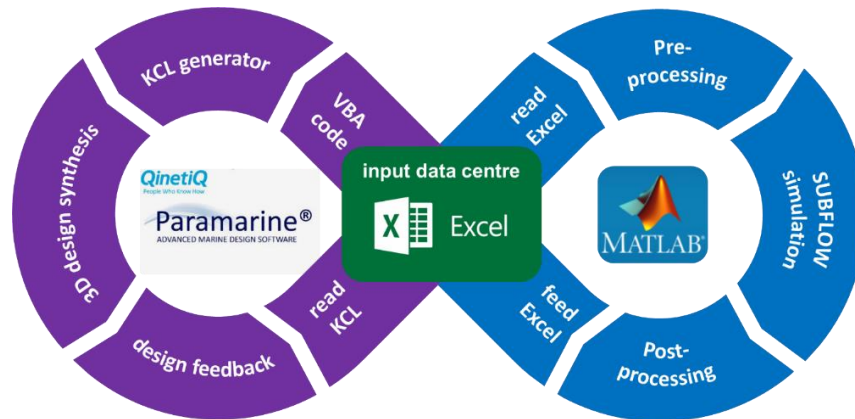 KCL generator
VBA
code
3D design synthesis
QinetiQ
People Who Know How
Paramarine®
ADVANCED MARINE DESIGN SOFTWARE
design feedback
read
KCL
input data centre
Excel
read
Excel
Pre-
processing
SUBFLOW
simulation
MATLAB®
feed
Excel
Post-
processing